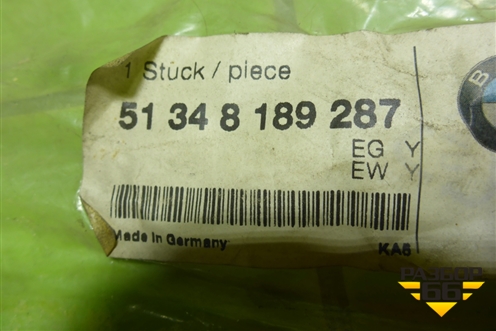 1 Stück / piece
51 34 8 189 287
EG Y
EW Y
Made in Germany
KA6
B
РАЗБОР
66